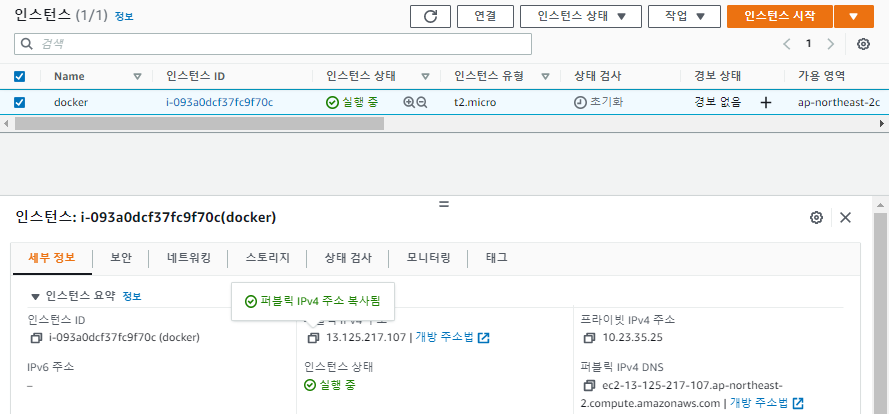 인스턴스 (1/1) 정보
연결 인스턴스 상태 작업 인스턴스 시작
검색
1
Name 인스턴스 ID 인스턴스 상태 인스턴스 유형 상태 검사 경보 상태 가용 영역
docker i-093a0dcf37fc9f70c 실행 중 t2.micro 초기화 경보 없음 + ap-northeast-2c
인스턴스: i-093a0dcf37fc9f70c(docker)
세부 정보 보안 네트워킹 스토리지 상태 검사 모니터링 태그
인스턴스 요약 정보
퍼블릭 IPv4 주소 복사됨
인스턴스 ID
i-093a0dcf37fc9f70c (docker)
퍼블릭 IPv4 주소
13.125.217.107 | 개방 주소법
프라이빗 IPv4 주소
10.23.35.25
IPv6 주소
–
인스턴스 상태
실행 중
퍼블릭 IPv4 DNS
ec2-13-125-217-107.ap-northeast-
2.compute.amazonaws.com | 개방 주소법